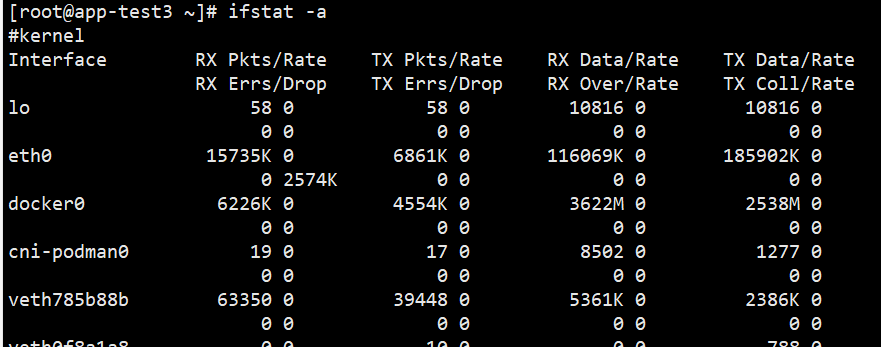 [root@app-test3 ~]# ifstat -a
#kernel
Interface        RX Pkts/Rate    TX Pkts/Rate    RX Data/Rate    TX Data/Rate
                 RX Errs/Drop    TX Errs/Drop    RX Over/Rate    TX Coll/Rate
lo                    58 0            58 0         10816 0         10816 0
                       0 0             0 0             0 0             0 0
eth0              15735K 0         6861K 0       116069K 0       185902K 0
                       0 2574K         0 0             0 0             0 0
docker0            6226K 0         4554K 0         3622M 0         2538M 0
                       0 0             0 0             0 0             0 0
cni-podman0           19 0            17 0          8502 0          1277 0
                       0 0             0 0             0 0             0 0
veth785b88b        63350 0         39448 0         5361K 0         2386K 0
                       0 0             0 0             0 0             0 0